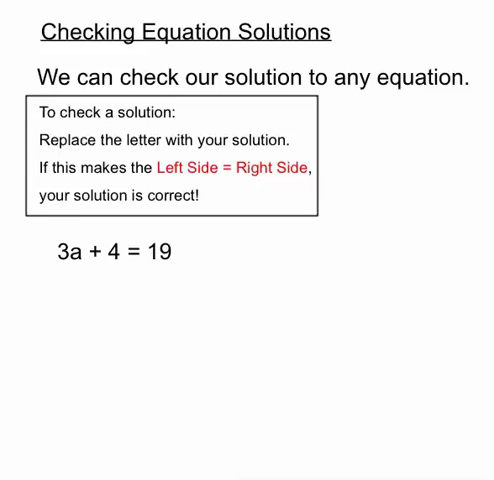 Checking Equation Solutions
We can check our solution to any equation.
To check a solution:
Replace the letter with your solution.
If this makes the Left Side = Right Side,
your solution is correct!
3a + 4 = 19